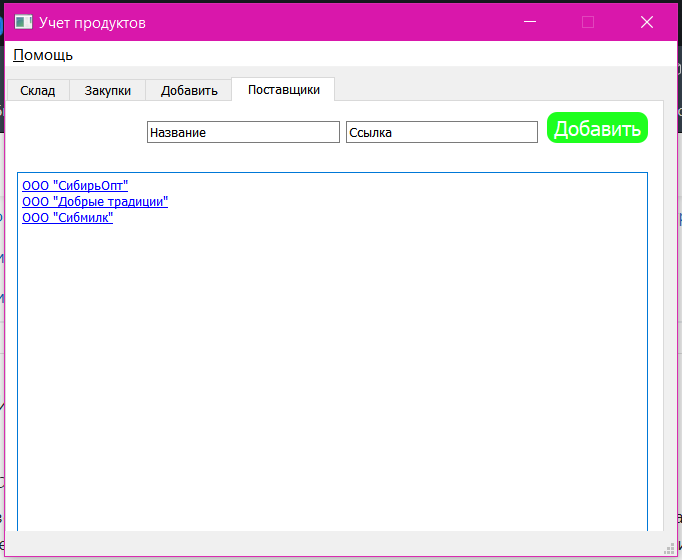 Учет продуктов
Помощь
Склад Закупки Добавить Поставщики
Название Ссылка Добавить
ООО "СибирьОпт"
ООО "Добрые традиции"
ООО "Сибмилк"